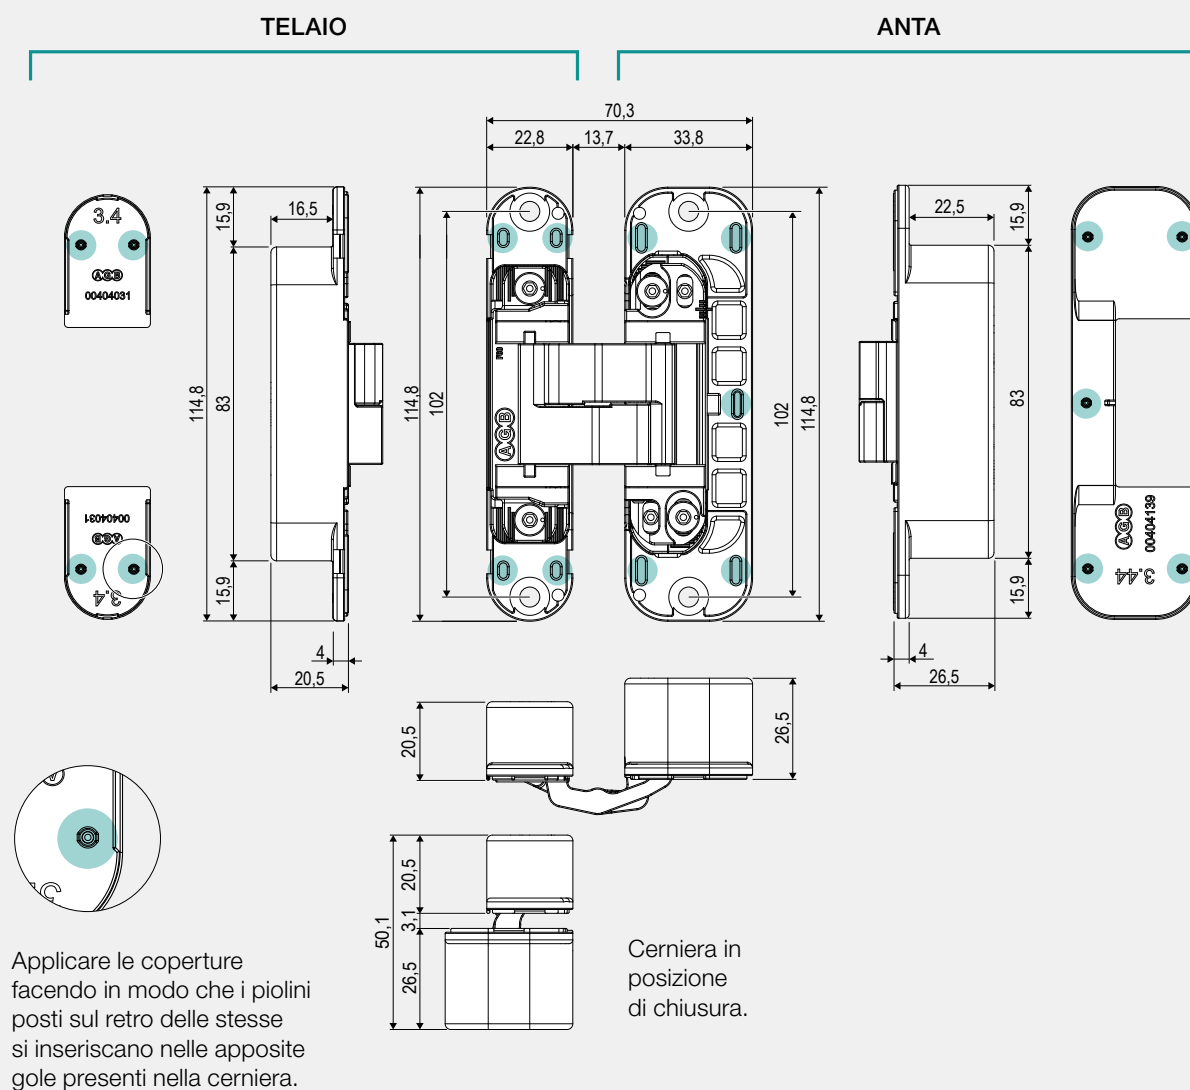 TELAIO
ANTA
70,3
22,8
13,7
33,8
3.4
AGB
00404031
16,5
15,9
114,8
83
15,9
4
20,5
114,8
102
AGB
102
114,8
22,5
15,9
83
15,9
4
26,5
AGB
00404139
3.44
00404031
AGB
3.4
20,5
26,5
20,5
3,1
50,1
26,5
Applicare le coperture
facendo in modo che i piolini
posti sul retro delle stesse
si inseriscano nelle apposite
gole presenti nella cerniera.
Cerniera in
posizione
di chiusura.